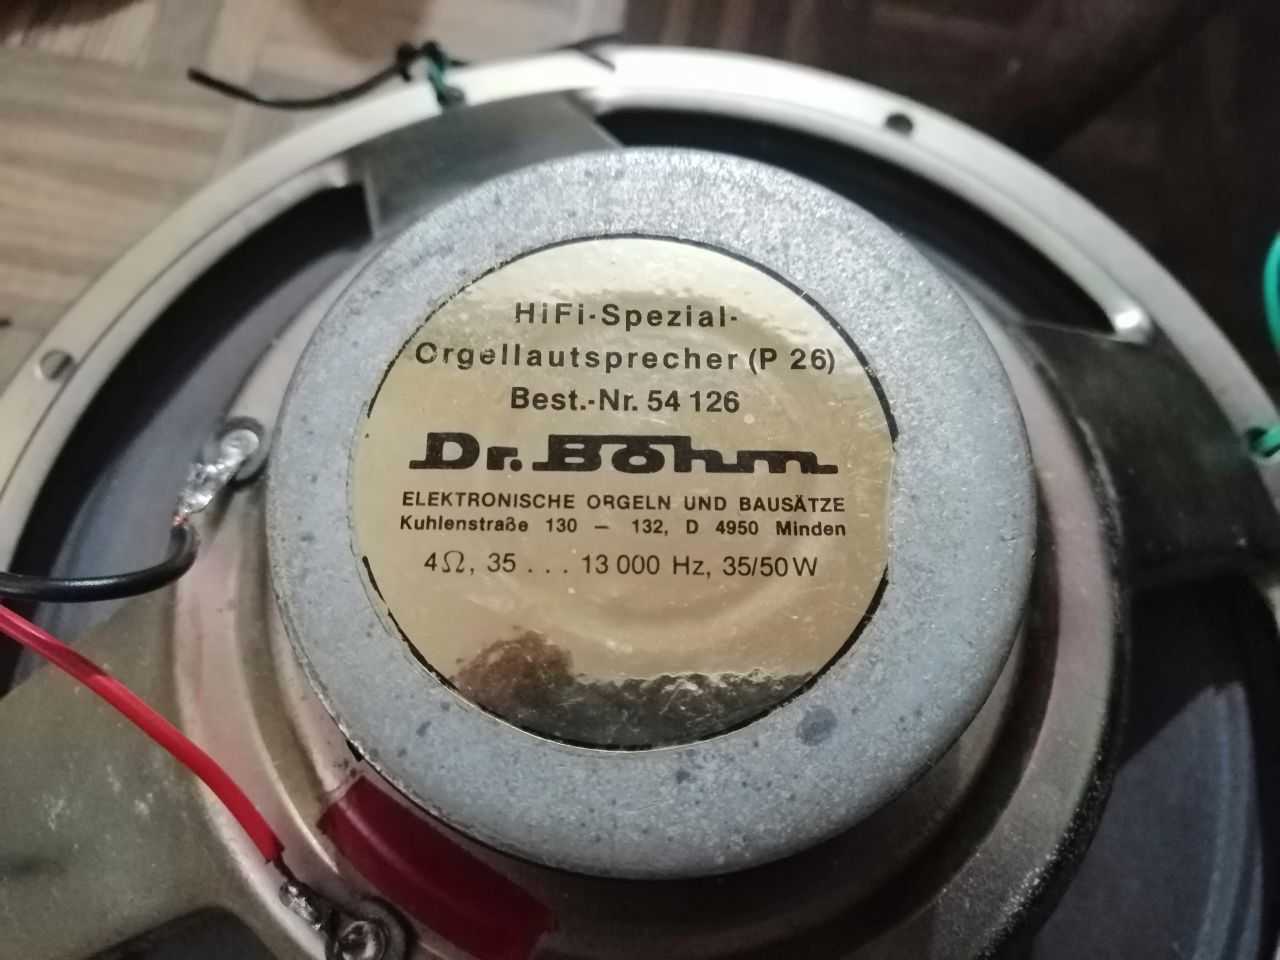 HiFi-Spezial-
Orgellautsprecher (P 26)
Best.-Nr. 54 126
Dr. Böhm
ELEKTRONISCHE ORGELN UND BAUSÄTZE
Kuhlenstraße 130 – 132, D 4950 Minden
4Ω, 35 . . . 13 000 Hz, 35/50 W